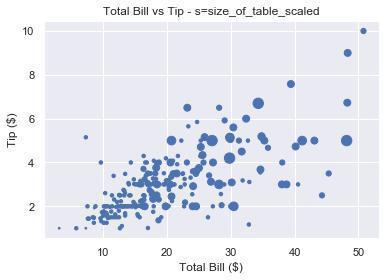 Total Bill vs Tip - s=size_of_table_scaled
10
8
6
4
2
Tip ($)
10 20 30 40 50
Total Bill ($)